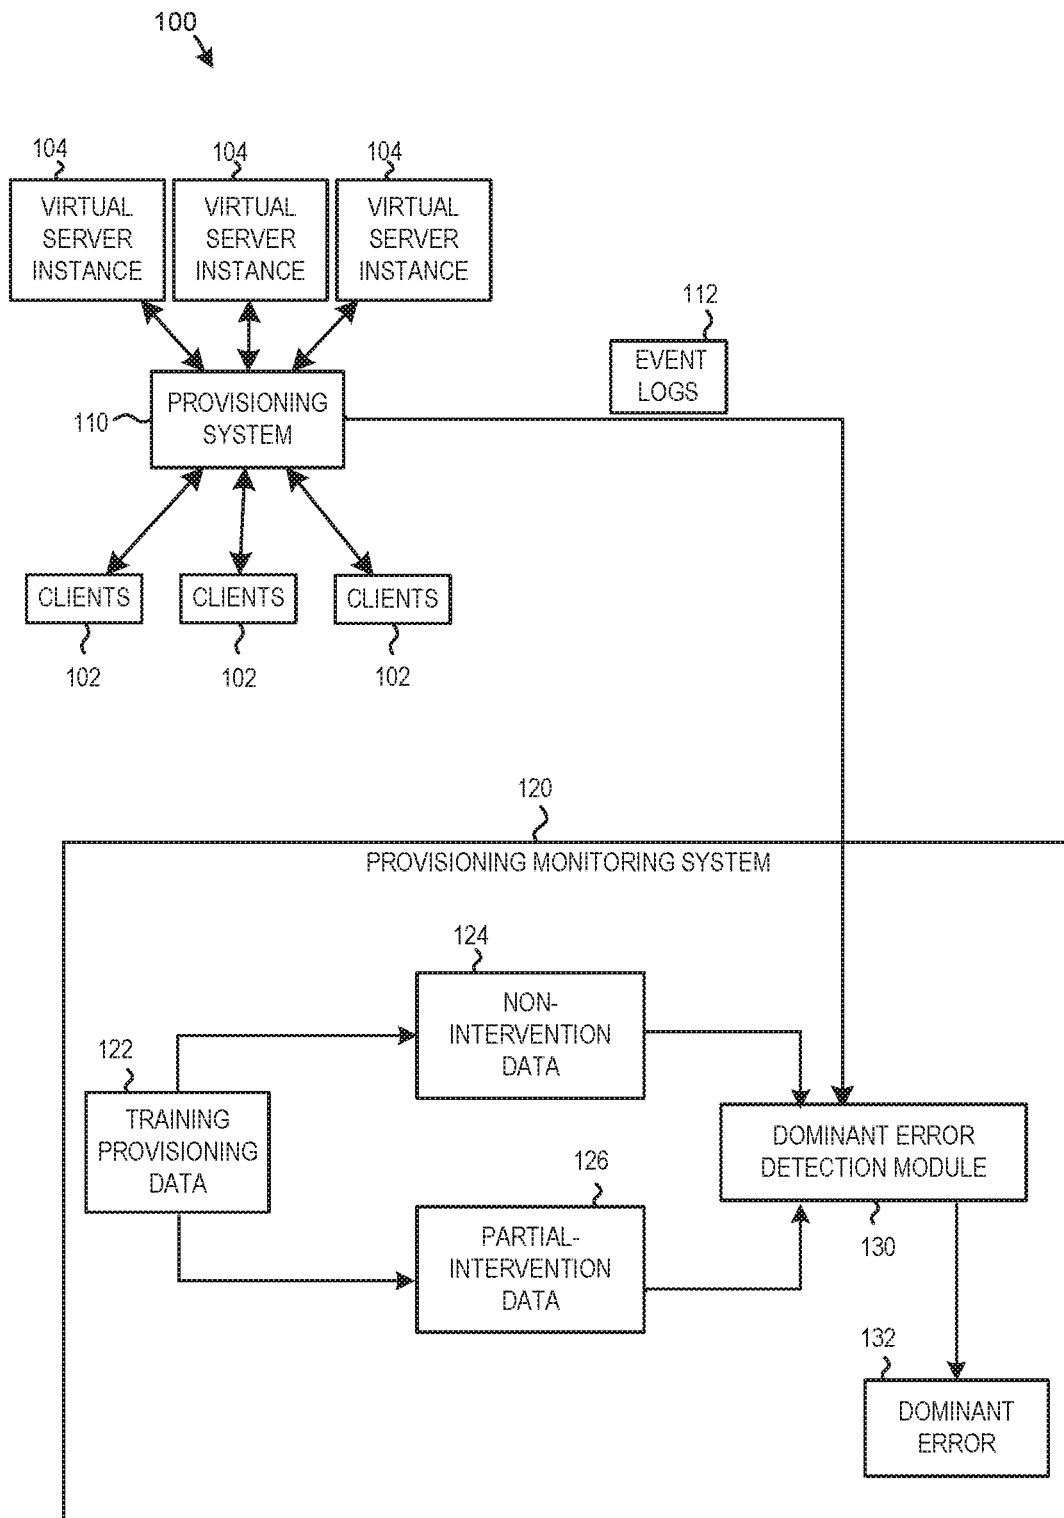 100
104
104
104
VIRTUAL
SERVER
INSTANCE
VIRTUAL
SERVER
INSTANCE
VIRTUAL
SERVER
INSTANCE
112
EVENT
LOGS
110
PROVISIONING
SYSTEM
CLIENTS
CLIENTS
CLIENTS
102
102
102
120
PROVISIONING MONITORING SYSTEM
124
NON-
INTERVENTION
DATA
122
TRAINING
PROVISIONING
DATA
DOMINANT ERROR
DETECTION MODULE
130
126
PARTIAL-
INTERVENTION
DATA
132
DOMINANT
ERROR